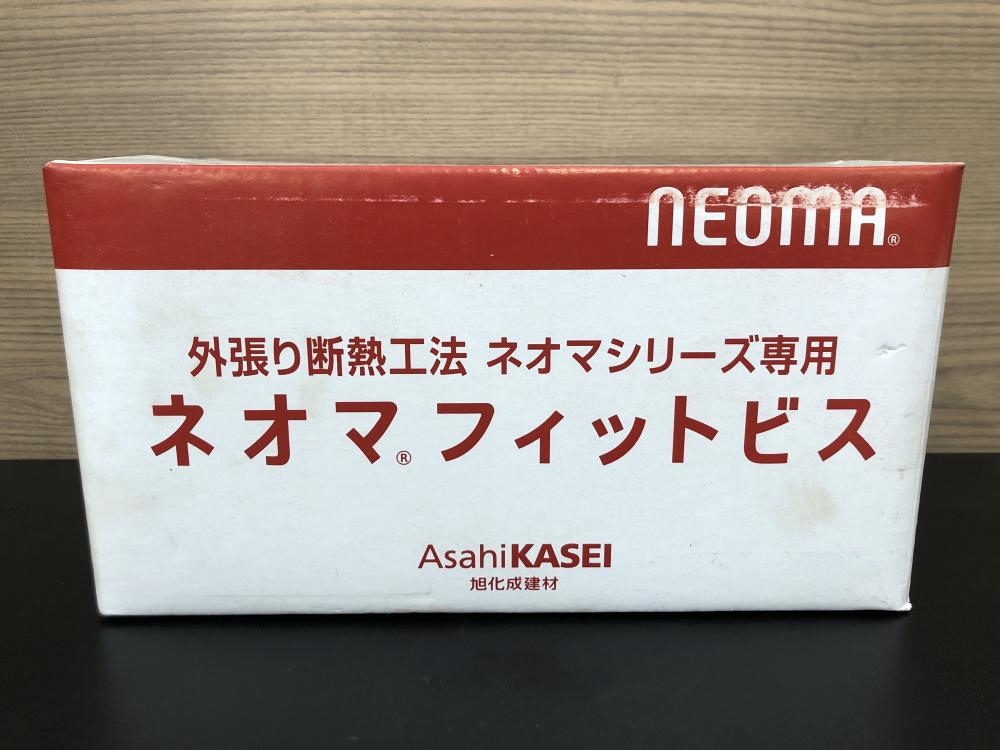 NEOMA®
外張り断熱工法 ネオマシリーズ専用
ネオマ®フィットビス
AsahiKASEI
旭化成建材